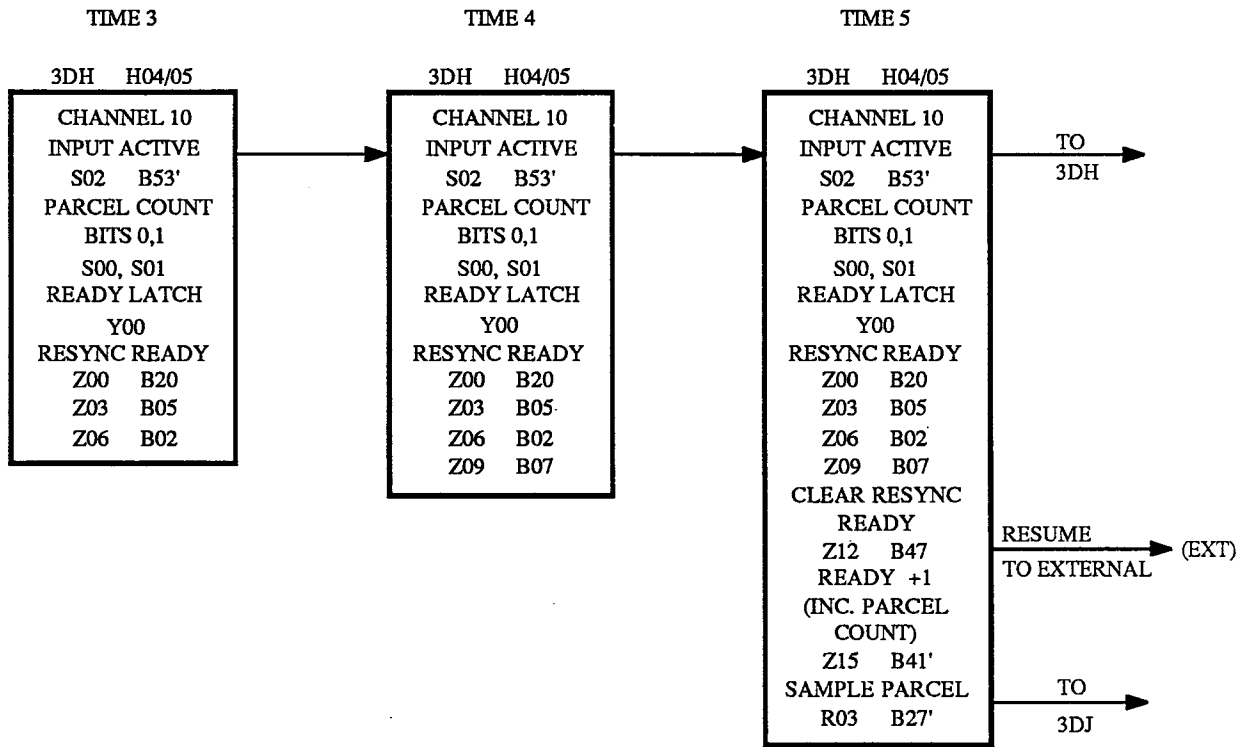 TIME 3
3DH H04/05
CHANNEL 10
INPUT ACTIVE
S02 B53'
PARCEL COUNT
BITS 0,1
S00, S01
READY LATCH
Y00
RESYNC READY
Z00 B20
Z03 B05
Z06 B02
TIME 4
3DH H04/05
CHANNEL 10
INPUT ACTIVE
S02 B53'
PARCEL COUNT
BITS 0,1
S00, S01
READY LATCH
Y00
RESYNC READY
Z00 B20
Z03 B05
Z06 B02
Z09 B07
TIME 5
3DH H04/05
CHANNEL 10
INPUT ACTIVE
S02 B53'
PARCEL COUNT
BITS 0,1
S00, S01
READY LATCH
Y00
RESYNC READY
Z00 B20
Z03 B05
Z06 B02
Z09 B07
CLEAR RESYNC
READY
Z12 B47
READY +1
(INC. PARCEL
COUNT)
Z15 B41'
SAMPLE PARCEL
R03 B27'
TO
3DH
RESUME
TO EXTERNAL
(EXT)
TO
3DJ